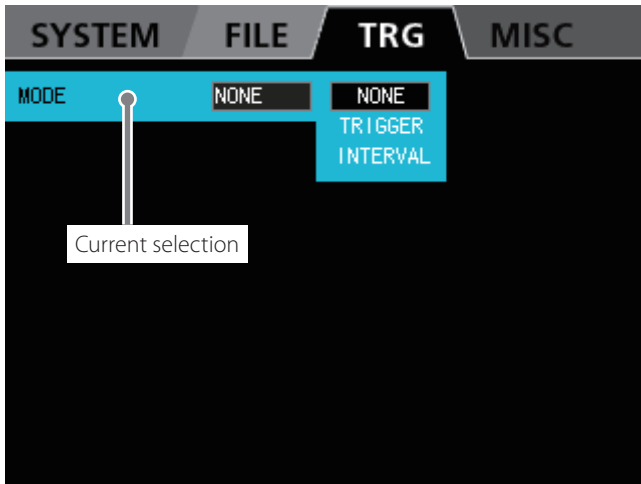 SYSTEM FILE TRG MISC
MODE NONE NONE
TRIGGER
INTERVAL
Current selection